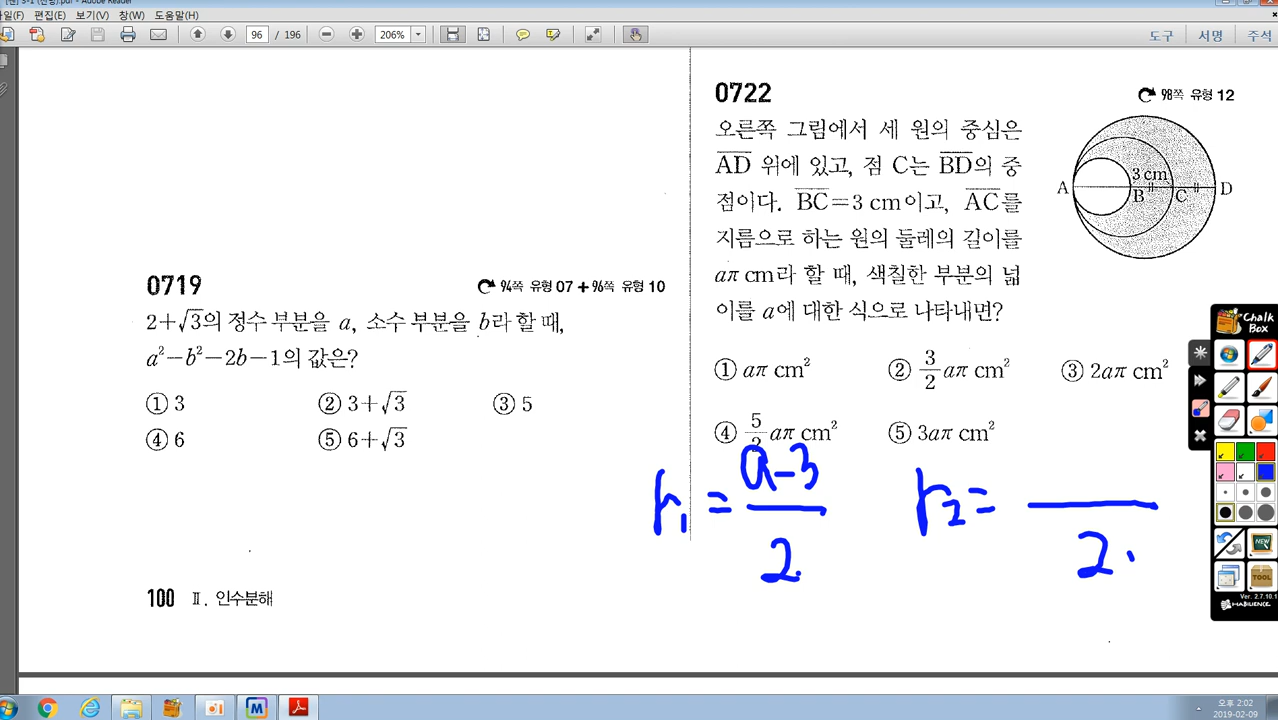 파일(F) 편집(E) 보기(V) 창(W) 도움말(H)
96 / 196 206% 도구 서명 주석
0719
94쪽 유형 07 + 96쪽 유형 10
2+√3의 정수 부분을 a, 소수 부분을 b라 할 때,
a²−b²−2b−1의 값은?
① 3 ② 3+√3 ③ 5
④ 6 ⑤ 6+√3
100 Ⅱ. 인수분해
0722
98쪽 유형 12
오른쪽 그림에서 세 원의 중심은
AD 위에 있고, 점 C는 BD의 중
점이다. BC=3 cm이고, AC를
지름으로 하는 원의 둘레의 길이를
aπ cm라 할 때, 색칠한 부분의 넓
이를 a에 대한 식으로 나타내면?
A 3 cm B C D
① aπ cm² ② 3/2 aπ cm² ③ 2aπ cm²
④ 5/2 aπ cm² ⑤ 3aπ cm²
r₁ = a−3/2 r₂ = /2
Chalk Box
NEW
TOOL
Ver. 2.7.10.1
HABILIENCE
오후 2:02
2019-02-09